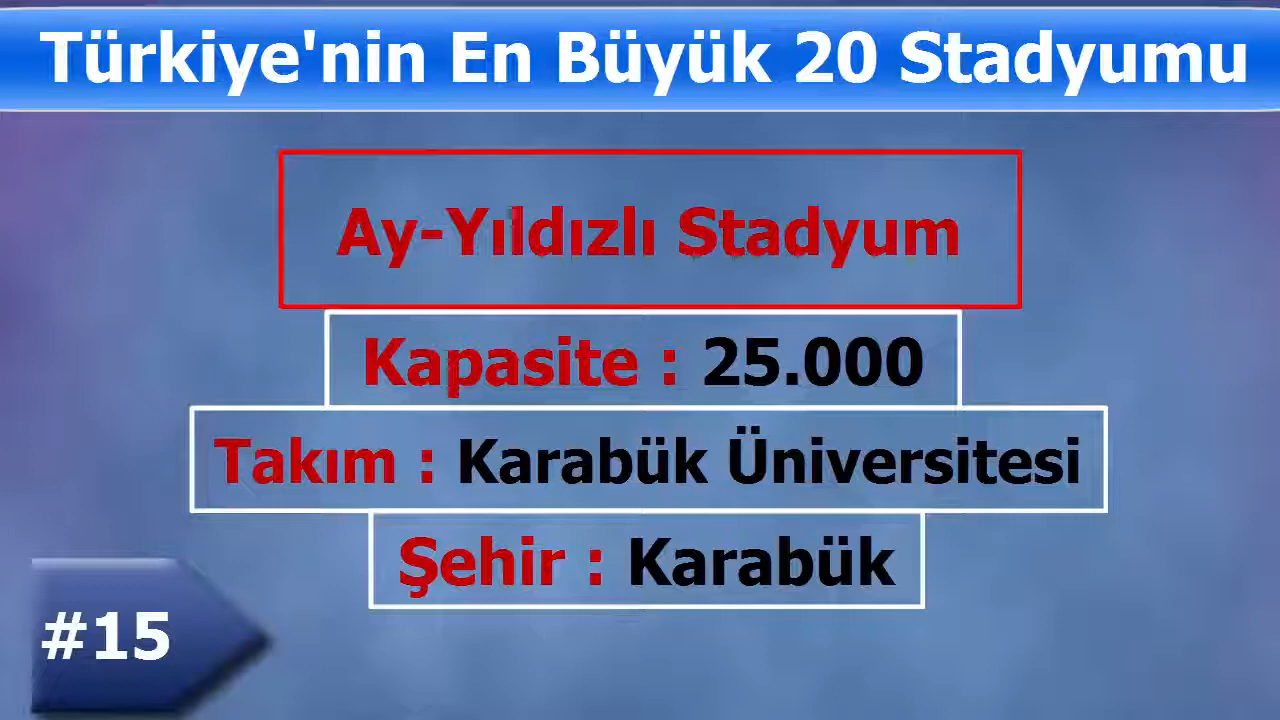 Türkiye'nin En Büyük 20 Stadyumu
Ay-Yıldızlı Stadyum
Kapasite : 25.000
Takım : Karabük Üniversitesi
Şehir : Karabük
#15